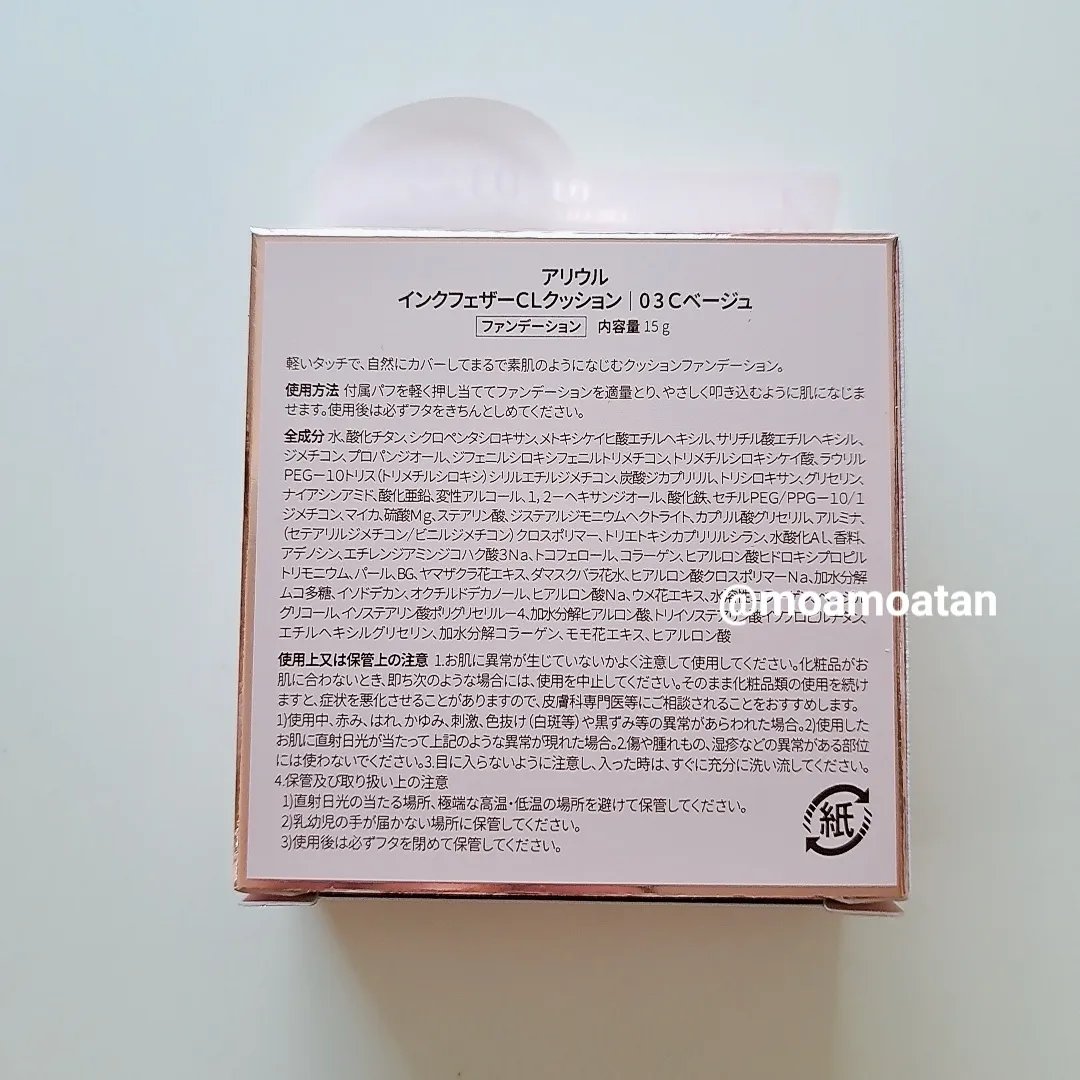 アリウル
インクフェザーCLクッション|03Cベージュ
ファンデーション 内容量 15g
軽いタッチで、自然にカバーしてまるで素肌のようになじむクッションファンデーション。
使用方法 付属パフを軽く押し当ててファンデーションを適量とり、やさしく叩き込むように肌になじま
せます。使用後は必ずフタをきちんとしめてください。
全成分 水、酸化チタン、シクロペンタシロキサン、メトキシケイヒ酸エチルヘキシル、サリチル酸エチルヘキシル、
ジメチコン、プロパンジオール、ジフェニルシロキシフェニルトリメチコン、トリメチルシロキシケイ酸、ラウリル
PEG-10トリス(トリメチルシロキシ)シリルエチルジメチコン、炭酸ジカプリリル、トリシロキサン、グリセリン、
ナイアシンアミド、酸化亜鉛、変性アルコール、1,2-ヘキサンジオール、酸化鉄、セチルPEG/PPG-10/1
ジメチコン、マイカ、硫酸Mg、ステアリン酸、ジステアルジモニウムヘクトライト、カプリル酸グリセリル、アルミナ、
(セテアリルジメチコン/ビニルジメチコン)クロスポリマー、トリエトキシカプリリルシラン、水酸化Al、香料、
アデノシン、エチレンジアミンジコハク酸3Na、トコフェロール、コラーゲン、ヒアルロン酸ヒドロキシプロピル
トリモニウム、パール、BG、ヤマザクラ花エキス、ダマスクバラ花水、ヒアルロン酸クロスポリマーNa、加水分解
ムコ多糖、イソドデカン、オクチルドデカノール、ヒアルロン酸Na、ウメ花エキス、
@moamoatan
グリコール、イソステアリン酸ポリグリセリル-4、加水分解ヒアルロン酸、
エチルヘキシルグリセリン、加水分解コラーゲン、モモ花エキス、ヒアルロン酸
使用上又は保管上の注意 1.お肌に異常が生じていないかよく注意して使用してください。化粧品がお
肌に合わないとき、即ち次のような場合には、使用を中止してください。そのまま化粧品類の使用を続け
ますと、症状を悪化させることがありますので、皮膚科専門医等にご相談されることをおすすめします。
1)使用中、赤み、はれ、かゆみ、刺激、色抜け(白斑等)や黒ずみ等の異常があらわれた場合。2)使用した
お肌に直射日光が当たって上記のような異常が現れた場合。2.傷や腫れもの、湿疹などの異常がある部位
には使わないでください。3.目に入らないように注意し、入った時は、すぐに充分に洗い流してください。
4.保管及び取り扱い上の注意
1)直射日光の当たる場所、極端な高温・低温の場所を避けて保管してください。
2)乳幼児の手が届かない場所に保管してください。
3)使用後は必ずフタを閉めて保管してください。
紙